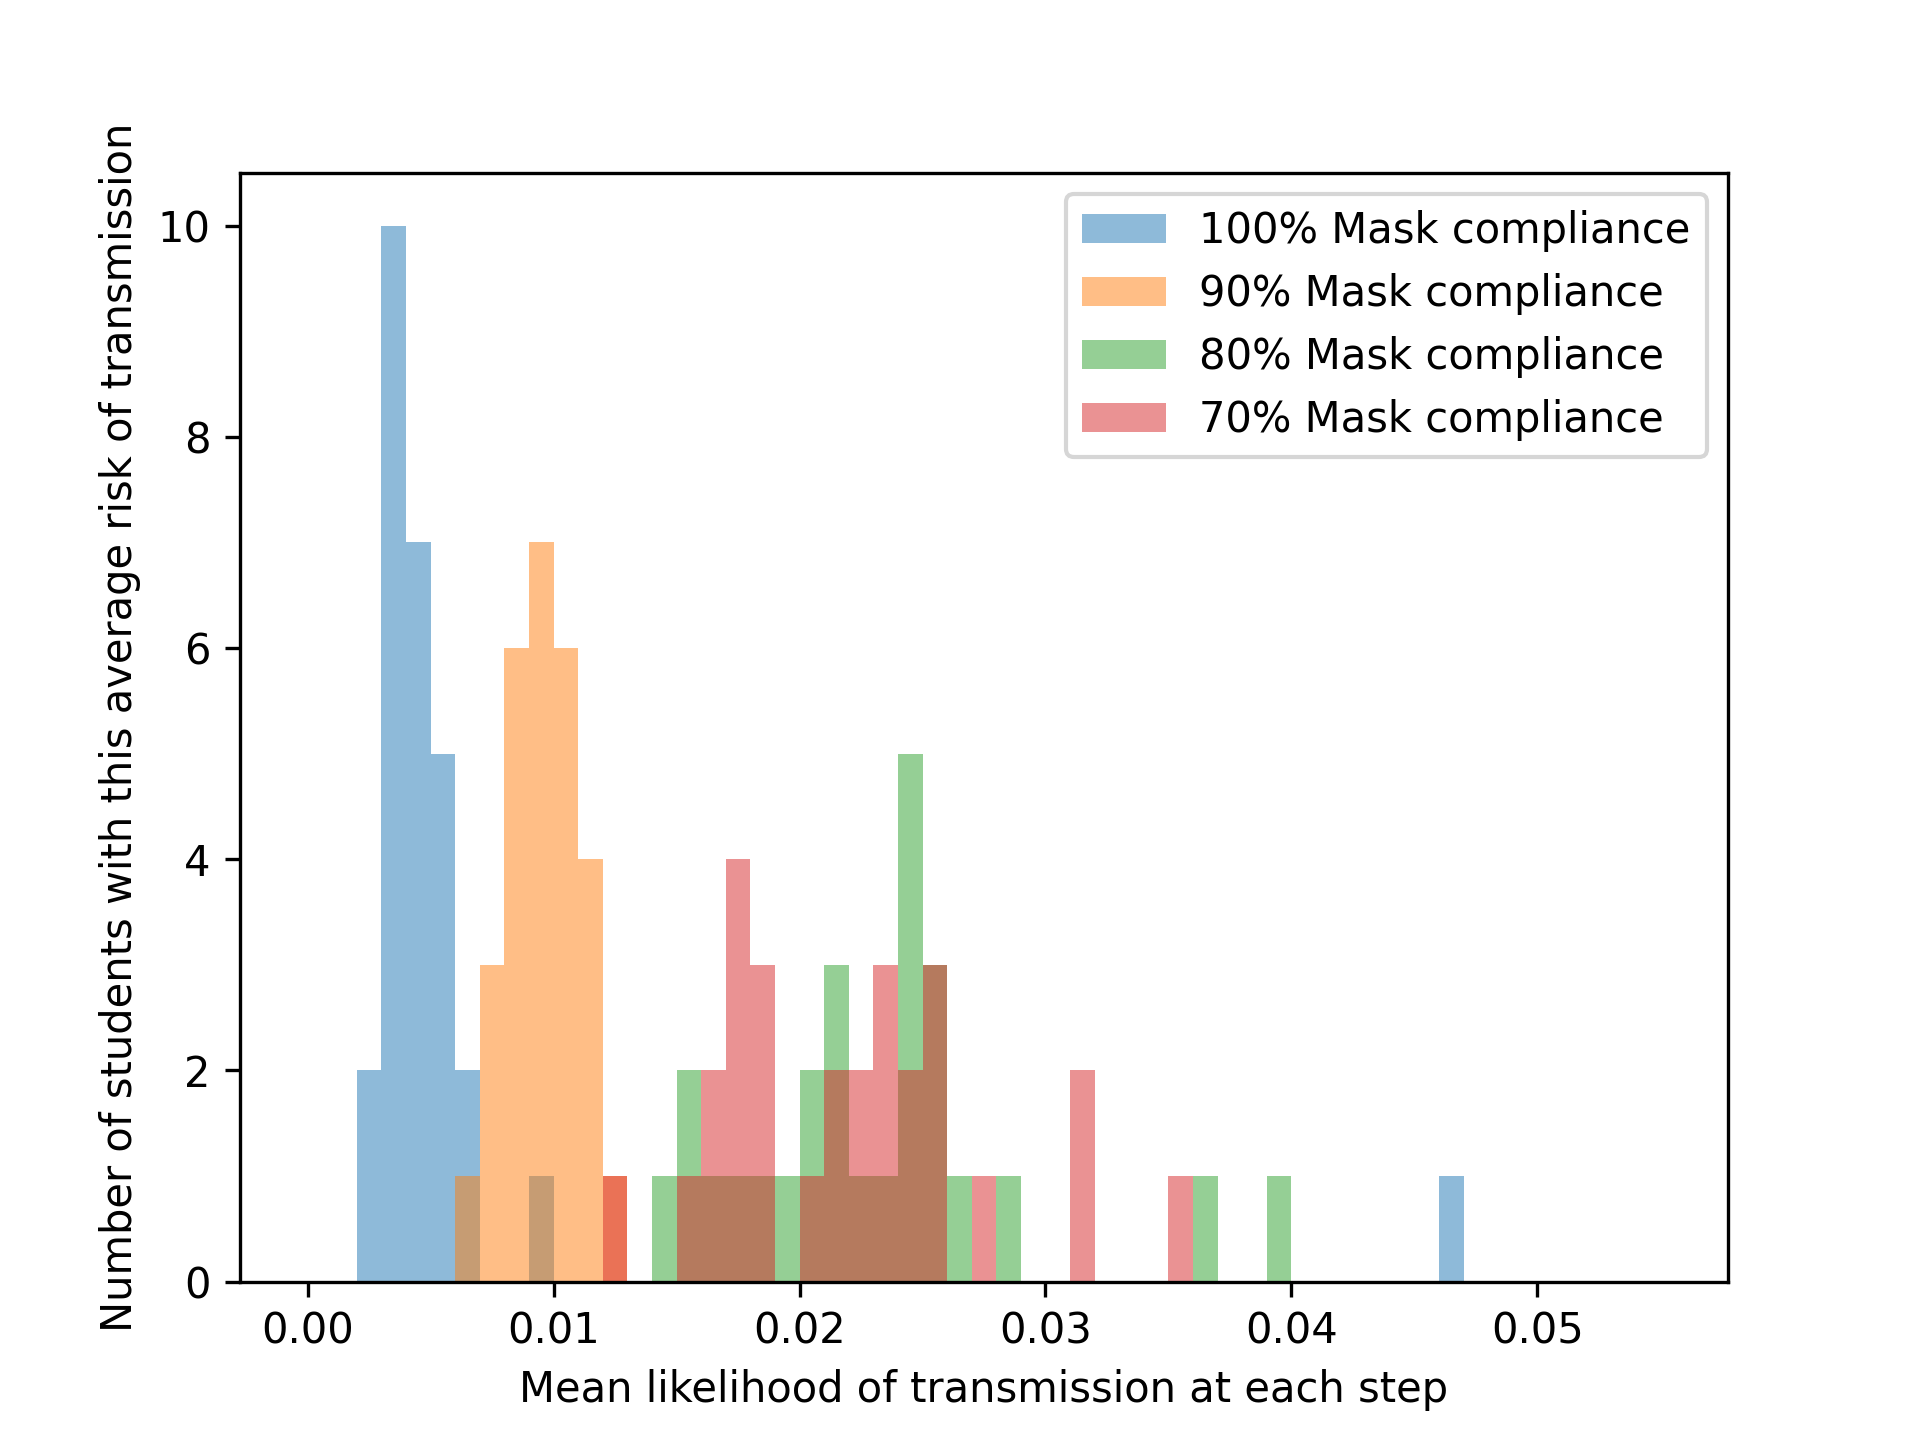 Number of students with this average risk of transmission
10
8
6
4
2
0
100% Mask compliance
90% Mask compliance
80% Mask compliance
70% Mask compliance
0.00 0.01 0.02 0.03 0.04 0.05
Mean likelihood of transmission at each step